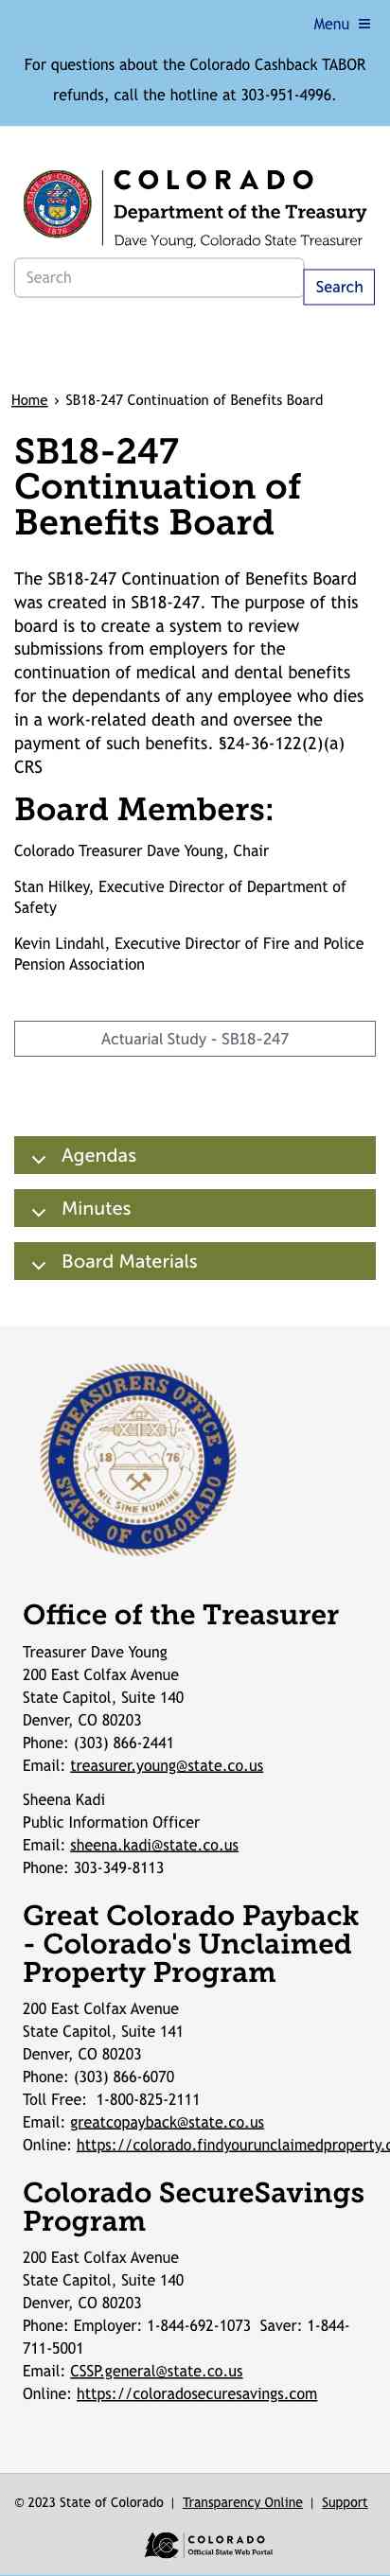 Menu
For questions about the Colorado Cashback TABOR
refunds, call the hotline at 303-951-4996.
STATE OF COLORADO
1876
COLORADO
Department of the Treasury
Dave Young, Colorado State Treasurer
Search
Search
Home › SB18-247 Continuation of Benefits Board
SB18-247
Continuation of
Benefits Board
The SB18-247 Continuation of Benefits Board
was created in SB18-247. The purpose of this
board is to create a system to review
submissions from employers for the
continuation of medical and dental benefits
for the dependants of any employee who dies
in a work-related death and oversee the
payment of such benefits. §24-36-122(2)(a)
CRS
Board Members:
Colorado Treasurer Dave Young, Chair
Stan Hilkey, Executive Director of Department of
Safety
Kevin Lindahl, Executive Director of Fire and Police
Pension Association
Actuarial Study - SB18-247
Agendas
Minutes
Board Materials
TREASURERS OFFICE
18 76
NIL SINE NUMINE
STATE OF COLORADO
Office of the Treasurer
Treasurer Dave Young
200 East Colfax Avenue
State Capitol, Suite 140
Denver, CO 80203
Phone: (303) 866-2441
Email: treasurer.young@state.co.us
Sheena Kadi
Public Information Officer
Email: sheena.kadi@state.co.us
Phone: 303-349-8113
Great Colorado Payback
- Colorado's Unclaimed
Property Program
200 East Colfax Avenue
State Capitol, Suite 141
Denver, CO 80203
Phone: (303) 866-6070
Toll Free:  1-800-825-2111
Email: greatcopayback@state.co.us
Online: https://colorado.findyourunclaimedproperty.c
Colorado SecureSavings
Program
200 East Colfax Avenue
State Capitol, Suite 140
Denver, CO 80203
Phone: Employer: 1-844-692-1073  Saver: 1-844-
711-5001
Email: CSSP.general@state.co.us
Online: https://coloradosecuresavings.com
© 2023 State of Colorado | Transparency Online | Support
COLORADO
Official State Web Portal